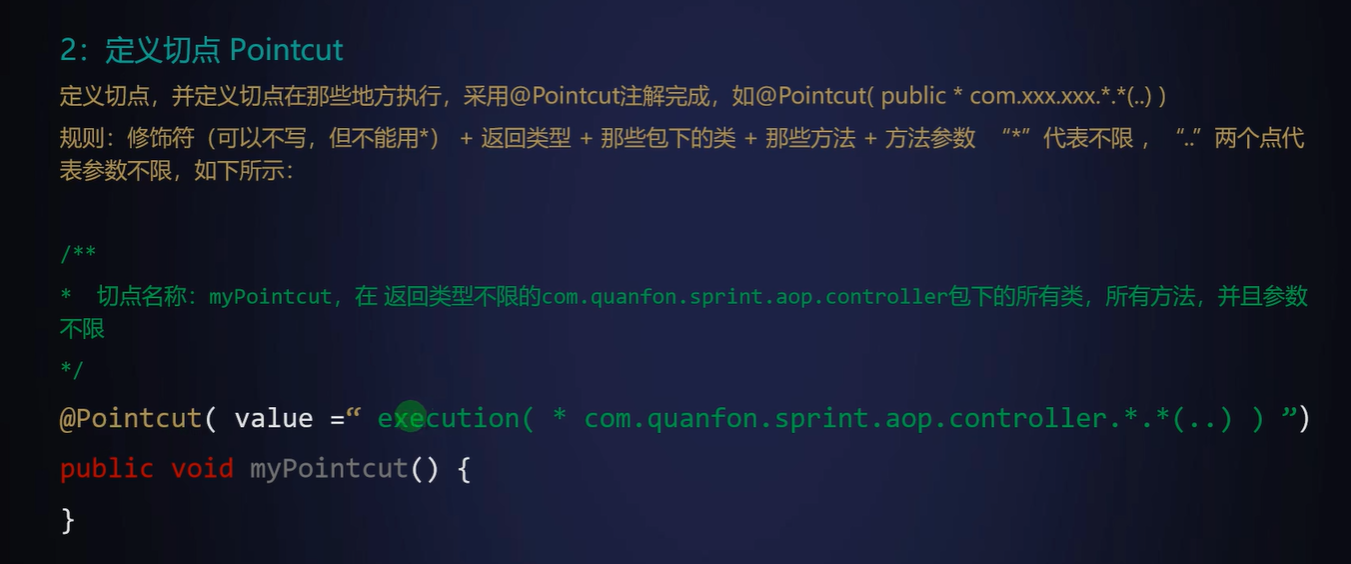 2：定义切点 Pointcut
定义切点，并定义切点在那些地方执行，采用@Pointcut注解完成，如@Pointcut( public * com.xxx.xxx.*.*(..) )
规则：修饰符（可以不写，但不能用*） + 返回类型 + 那些包下的类 + 那些方法 + 方法参数 “*”代表不限 ，“..”两个点代
表参数不限，如下所示：
/**
* 切点名称：myPointcut，在 返回类型不限的com.quanfon.sprint.aop.controller包下的所有类，所有方法，并且参数
不限
*/
@Pointcut( value =“ execution( * com.quanfon.sprint.aop.controller.*.*(..) ) ”)
public void myPointcut() {
}